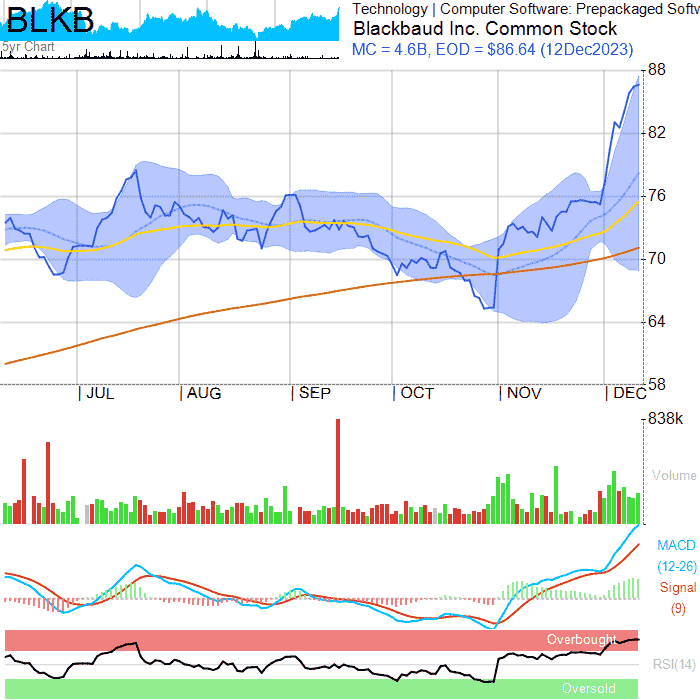 BLKB
5yr Chart
Technology | Computer Software: Prepackaged Softw
Blackbaud Inc. Common Stock
MC = 4.6B, EOD = $86.64 (12Dec2023)
88
82
76
70
64
58
| JUL | AUG | SEP | OCT | NOV | DEC
838k
Volume
MACD
(12-26)
Signal
(9)
Overbought
RSI(14)
Oversold